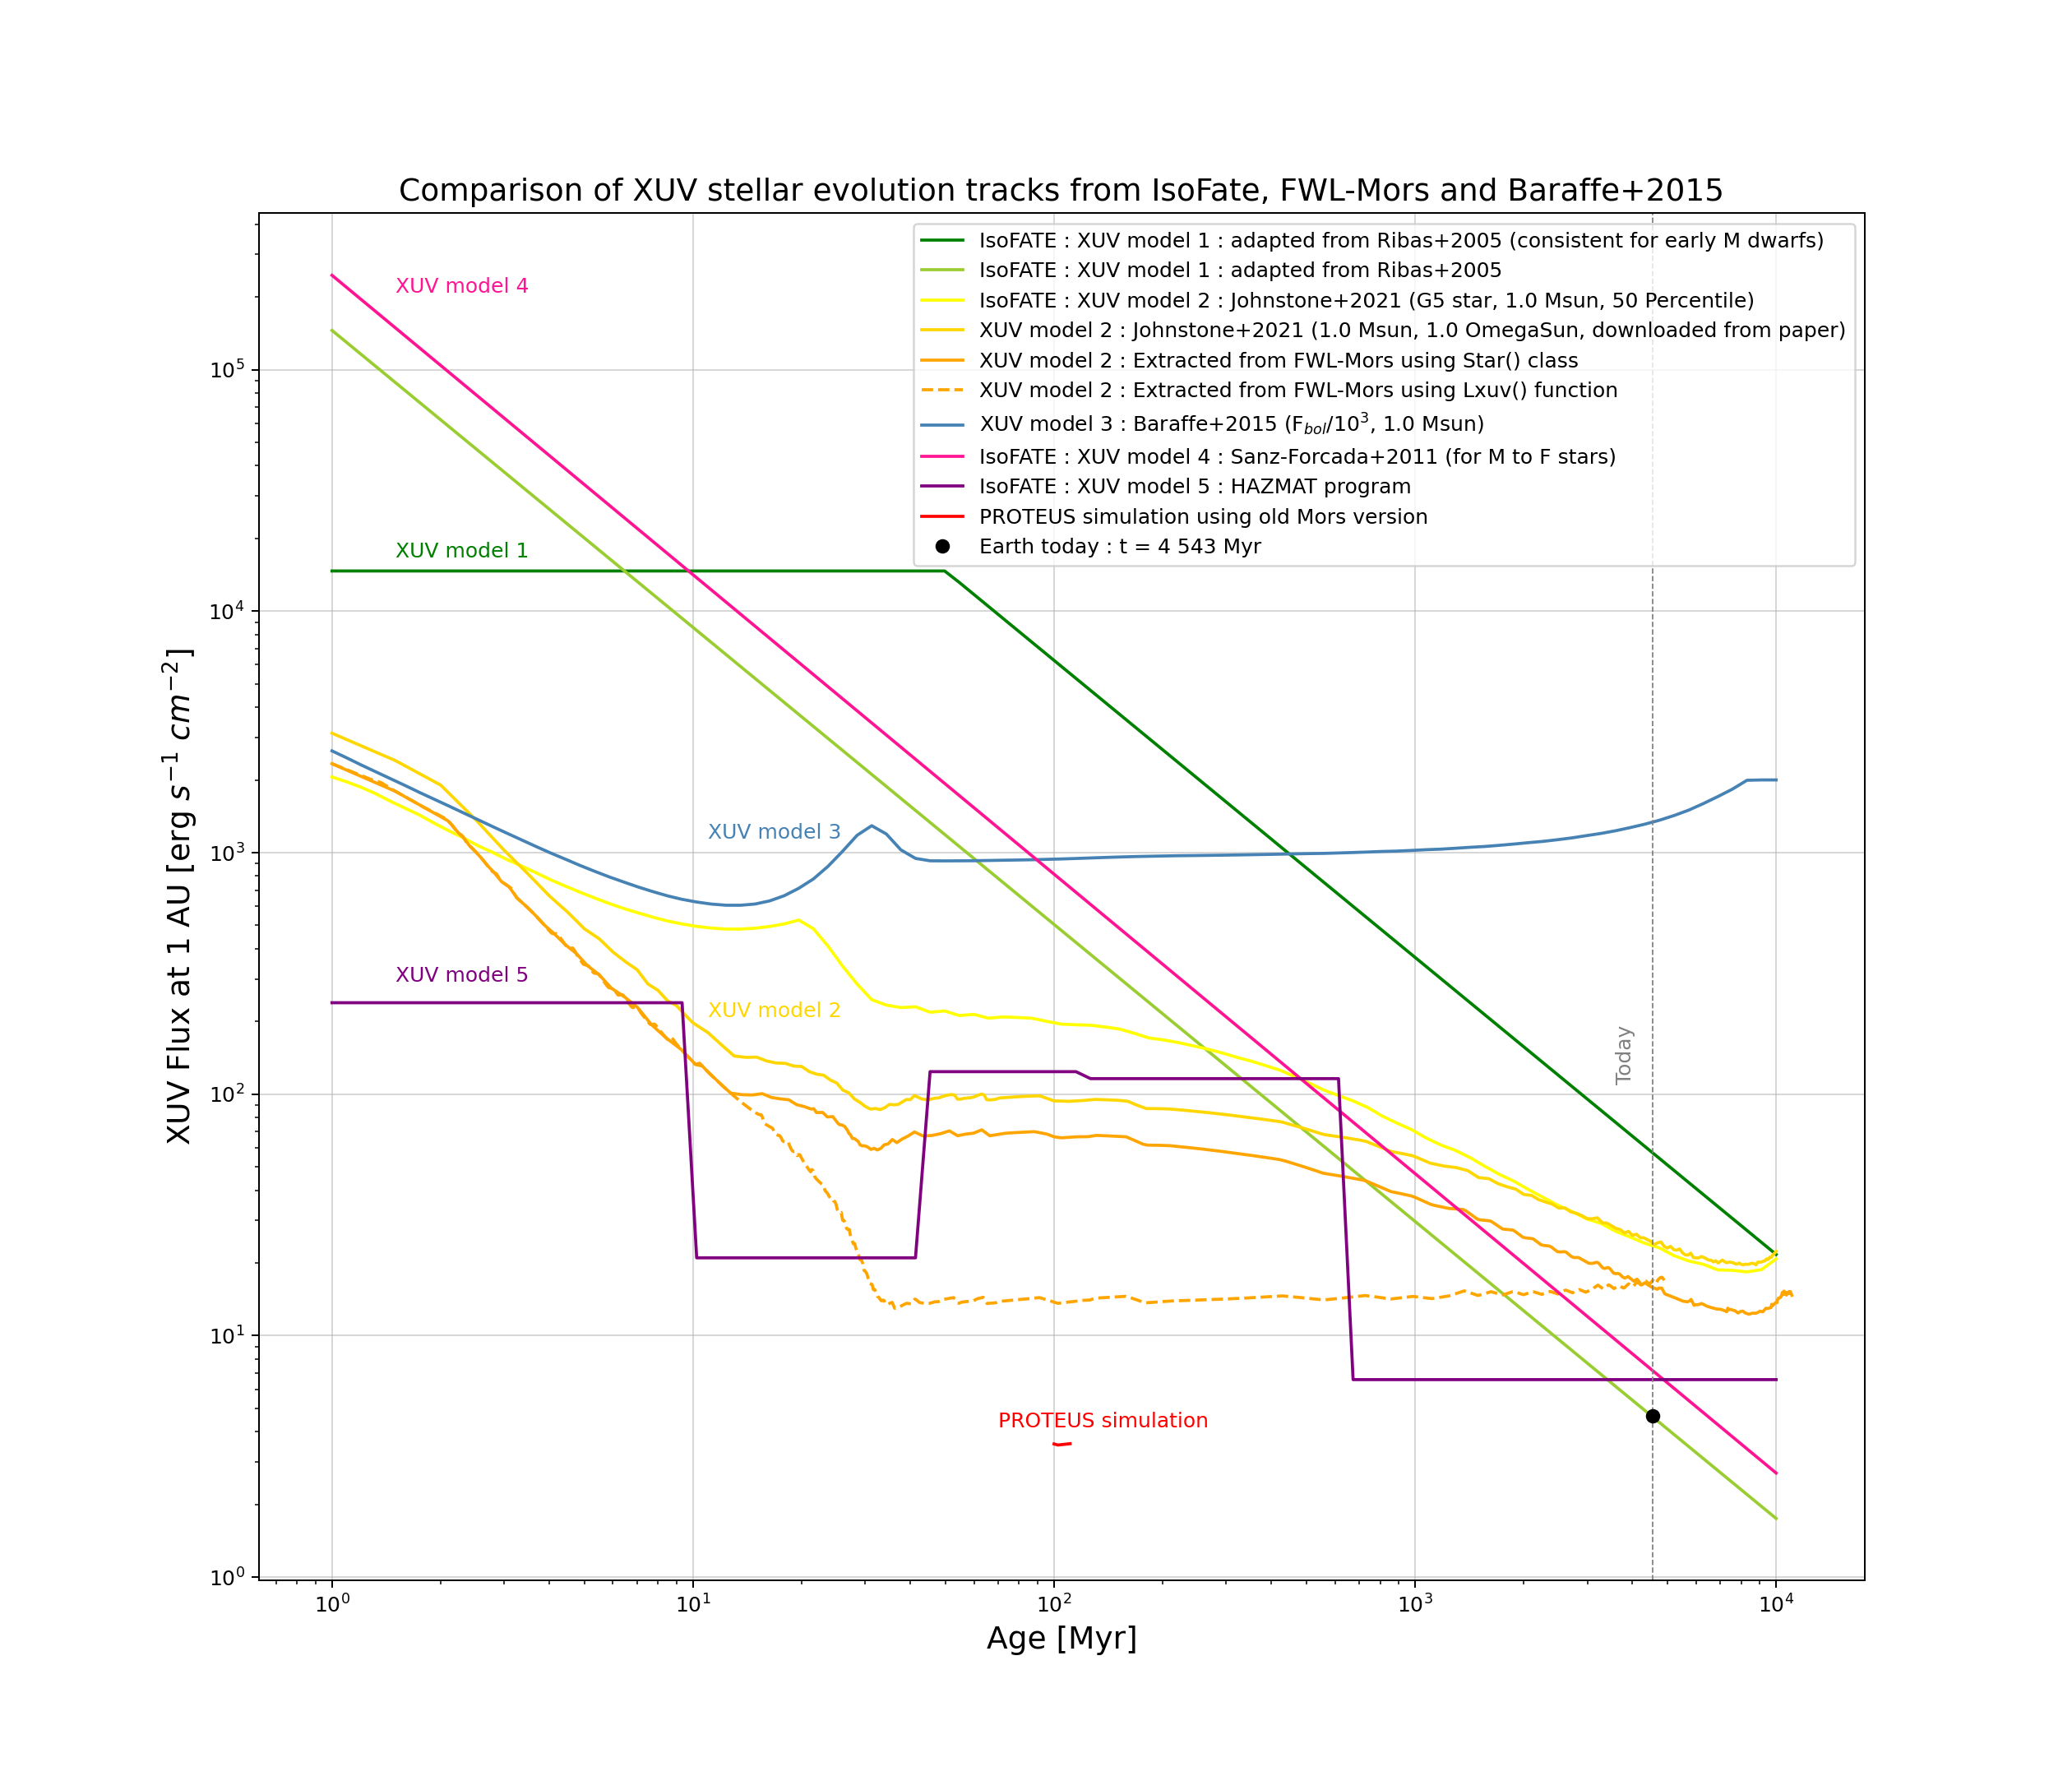 Comparison of XUV stellar evolution tracks from IsoFate, FWL-Mors and Baraffe+2015
IsoFATE : XUV model 1 : adapted from Ribas+2005 (consistent for early M dwarfs)
IsoFATE : XUV model 1 : adapted from Ribas+2005
IsoFATE : XUV model 2 : Johnstone+2021 (G5 star, 1.0 Msun, 50 Percentile)
XUV model 2 : Johnstone+2021 (1.0 Msun, 1.0 OmegaSun, downloaded from paper)
XUV model 2 : Extracted from FWL-Mors using Star() class
XUV model 2 : Extracted from FWL-Mors using Lxuv() function
XUV model 3 : Baraffe+2015 (F_bol/10^3, 1.0 Msun)
IsoFATE : XUV model 4 : Sanz-Forcada+2011 (for M to F stars)
IsoFATE : XUV model 5 : HAZMAT program
PROTEUS simulation using old Mors version
Earth today : t = 4 543 Myr
XUV model 4
XUV model 1
XUV model 3
XUV model 5
XUV model 2
Today
PROTEUS simulation
XUV Flux at 1 AU [erg s^−1 cm^−2]
10^5
10^4
10^3
10^2
10^1
10^0
10^0 10^1 10^2 10^3 10^4
Age [Myr]